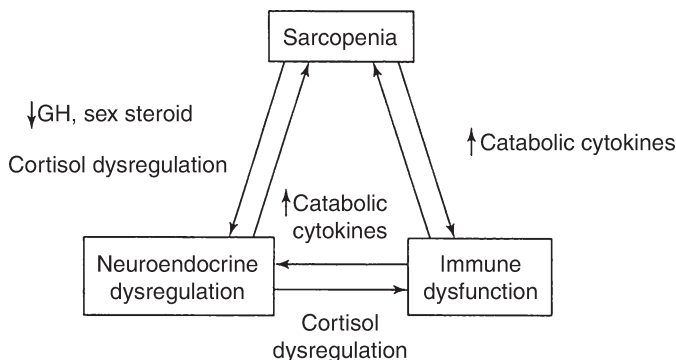 Sarcopenia
↓GH, sex steroid
Cortisol dysregulation
↑Catabolic cytokines
↑Catabolic
cytokines
Neuroendocrine
dysregulation
Immune
dysfunction
Cortisol
dysregulation